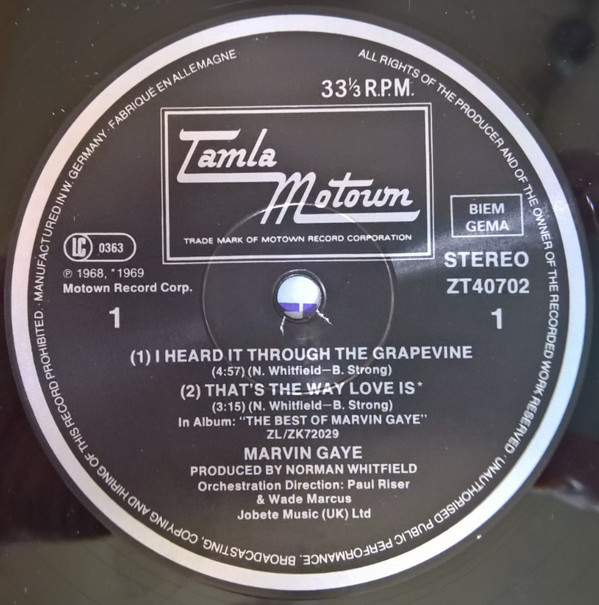 ALL RIGHTS OF THE PRODUCER AND OF THE OWNER OF THE RECORDED WORK RESERVED · UNAUTHORISED PUBLIC PERFORMANCE, BROADCASTING, COPYING AND HIRING OF THIS RECORD PROHIBITED · MANUFACTURED IN W. GERMANY · FABRIQUÉ EN ALLEMAGNE
33⅓ R.P.M.
Tamla
Motown
TRADE MARK OF MOTOWN RECORD CORPORATION
BIEM
GEMA
LC 0363
STEREO
℗ 1968, *1969
Motown Record Corp.
ZT40702
1
1
(1) I HEARD IT THROUGH THE GRAPEVINE
(4:57) (N. Whitfield—B. Strong)
(2) THAT'S THE WAY LOVE IS*
(3:15) (N. Whitfield—B. Strong)
In Album: "THE BEST OF MARVIN GAYE"
ZL/ZK72029
MARVIN GAYE
PRODUCED BY NORMAN WHITFIELD
Orchestration Direction: Paul Riser
& Wade Marcus
Jobete Music (UK) Ltd